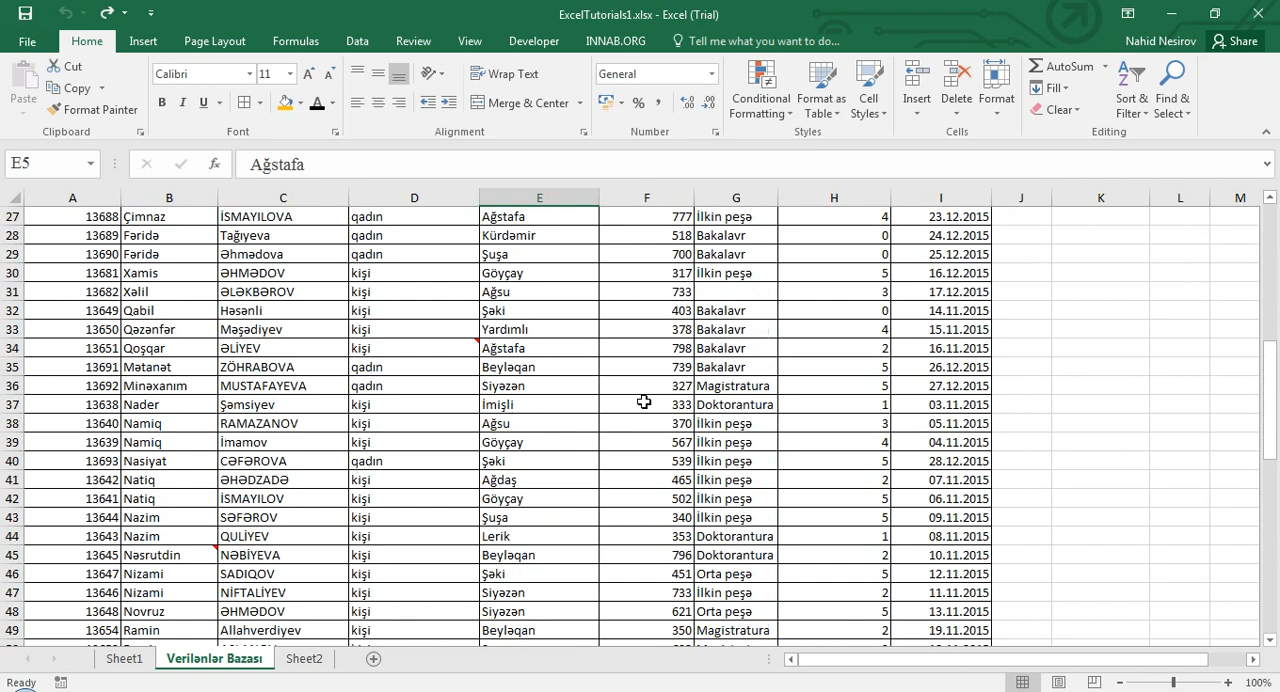 ExcelTutorials1.xlsx - Excel (Trial)
File Home Insert Page Layout Formulas Data Review View Developer INNAB.ORG Tell me what you want to do... Nahid Nesirov Share
Paste Cut Copy Format Painter Clipboard
Calibri 11 B I U A Font
Wrap Text Merge & Center Alignment
General % , Number
Conditional Formatting Format as Table Cell Styles Styles
Insert Delete Format Cells
AutoSum Fill Clear Sort & Filter Find & Select Editing
E5 fx Ağstafa
A B C D E F G H I J K L M
27 13688 Çimnaz İSMAYILOVA qadın Ağstafa 777 İlkin peşə 4 23.12.2015
28 13689 Fəridə Tağıyeva qadın Kürdəmir 518 Bakalavr 0 24.12.2015
29 13690 Fəridə Əhmədova qadın Şuşa 700 Bakalavr 0 25.12.2015
30 13681 Xamis ƏHMƏDOV kişi Göyçay 317 İlkin peşə 5 16.12.2015
31 13682 Xəlil ƏLƏKBƏROV kişi Ağsu 733 3 17.12.2015
32 13649 Qabil Həsənli kişi Şəki 403 Bakalavr 0 14.11.2015
33 13650 Qəzənfər Məşədiyev kişi Yardımlı 378 Bakalavr 4 15.11.2015
34 13651 Qoşqar ƏLİYEV kişi Ağstafa 798 Bakalavr 2 16.11.2015
35 13691 Mətanət ZÖHRABOVA qadın Beyləqan 739 Bakalavr 5 26.12.2015
36 13692 Minəxanım MUSTAFAYEVA qadın Siyəzən 327 Magistratura 5 27.12.2015
37 13638 Nader Şəmsiyev kişi İmişli 333 Doktorantura 1 03.11.2015
38 13640 Namiq RAMAZANOV kişi Ağsu 370 İlkin peşə 3 05.11.2015
39 13639 Namiq İmamov kişi Göyçay 567 İlkin peşə 4 04.11.2015
40 13693 Nasiyat CƏFƏROVA qadın Şəki 539 İlkin peşə 5 28.12.2015
41 13642 Natiq ƏHƏDZADƏ kişi Ağdaş 465 İlkin peşə 2 07.11.2015
42 13641 Natiq İSMAYILOV kişi Göyçay 502 İlkin peşə 5 06.11.2015
43 13644 Nazim SƏFƏROV kişi Şuşa 340 İlkin peşə 5 09.11.2015
44 13643 Nazim QULİYEV kişi Lerik 353 Doktorantura 1 08.11.2015
45 13645 Nəsrutdin NƏBİYEVA kişi Beyləqan 796 Doktorantura 2 10.11.2015
46 13647 Nizami SADIQOV kişi Şəki 451 Orta peşə 5 12.11.2015
47 13646 Nizami NİFTALİYEV kişi Siyəzən 733 İlkin peşə 2 11.11.2015
48 13648 Novruz ƏHMƏDOV kişi Siyəzən 621 Orta peşə 5 13.11.2015
49 13654 Ramin Allahverdiyev kişi Beyləqan 350 Magistratura 2 19.11.2015
Sheet1 Verilənlər Bazası Sheet2
Ready 100%